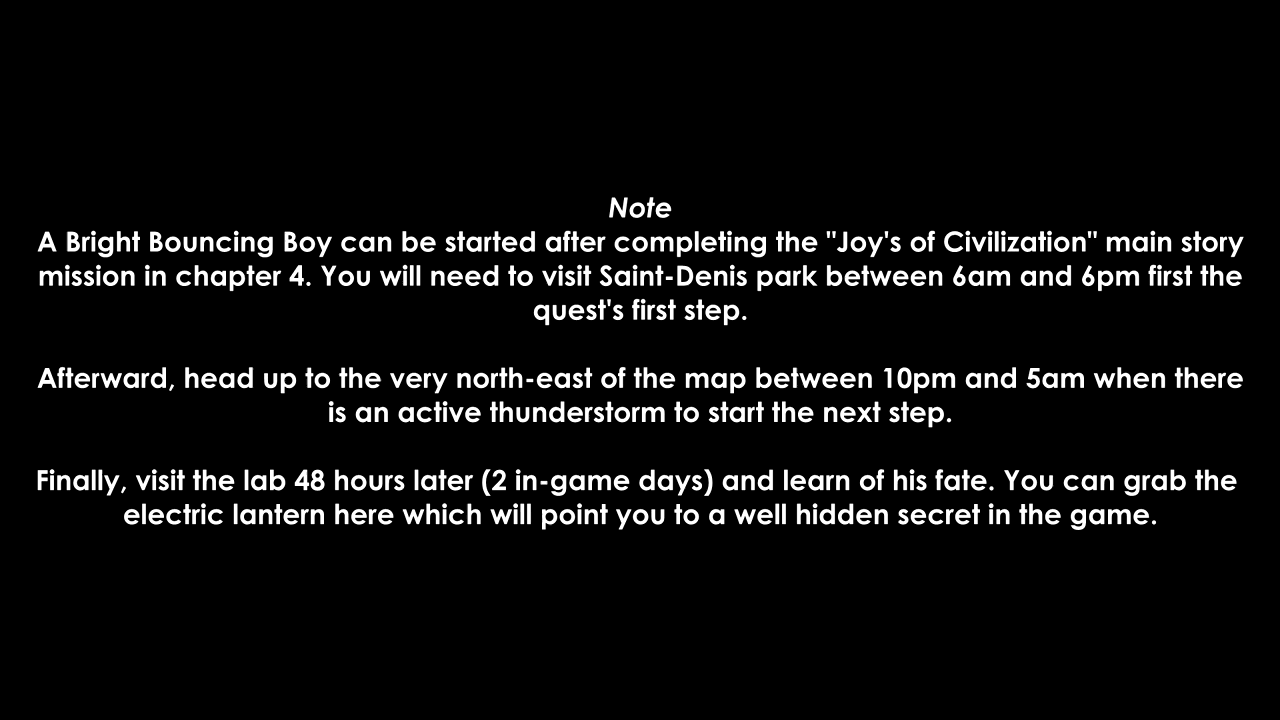 Note
A Bright Bouncing Boy can be started after completing the "Joy's of Civilization" main story
mission in chapter 4. You will need to visit Saint-Denis park between 6am and 6pm first the
quest's first step.
Afterward, head up to the very north-east of the map between 10pm and 5am when there
is an active thunderstorm to start the next step.
Finally, visit the lab 48 hours later (2 in-game days) and learn of his fate. You can grab the
electric lantern here which will point you to a well hidden secret in the game.